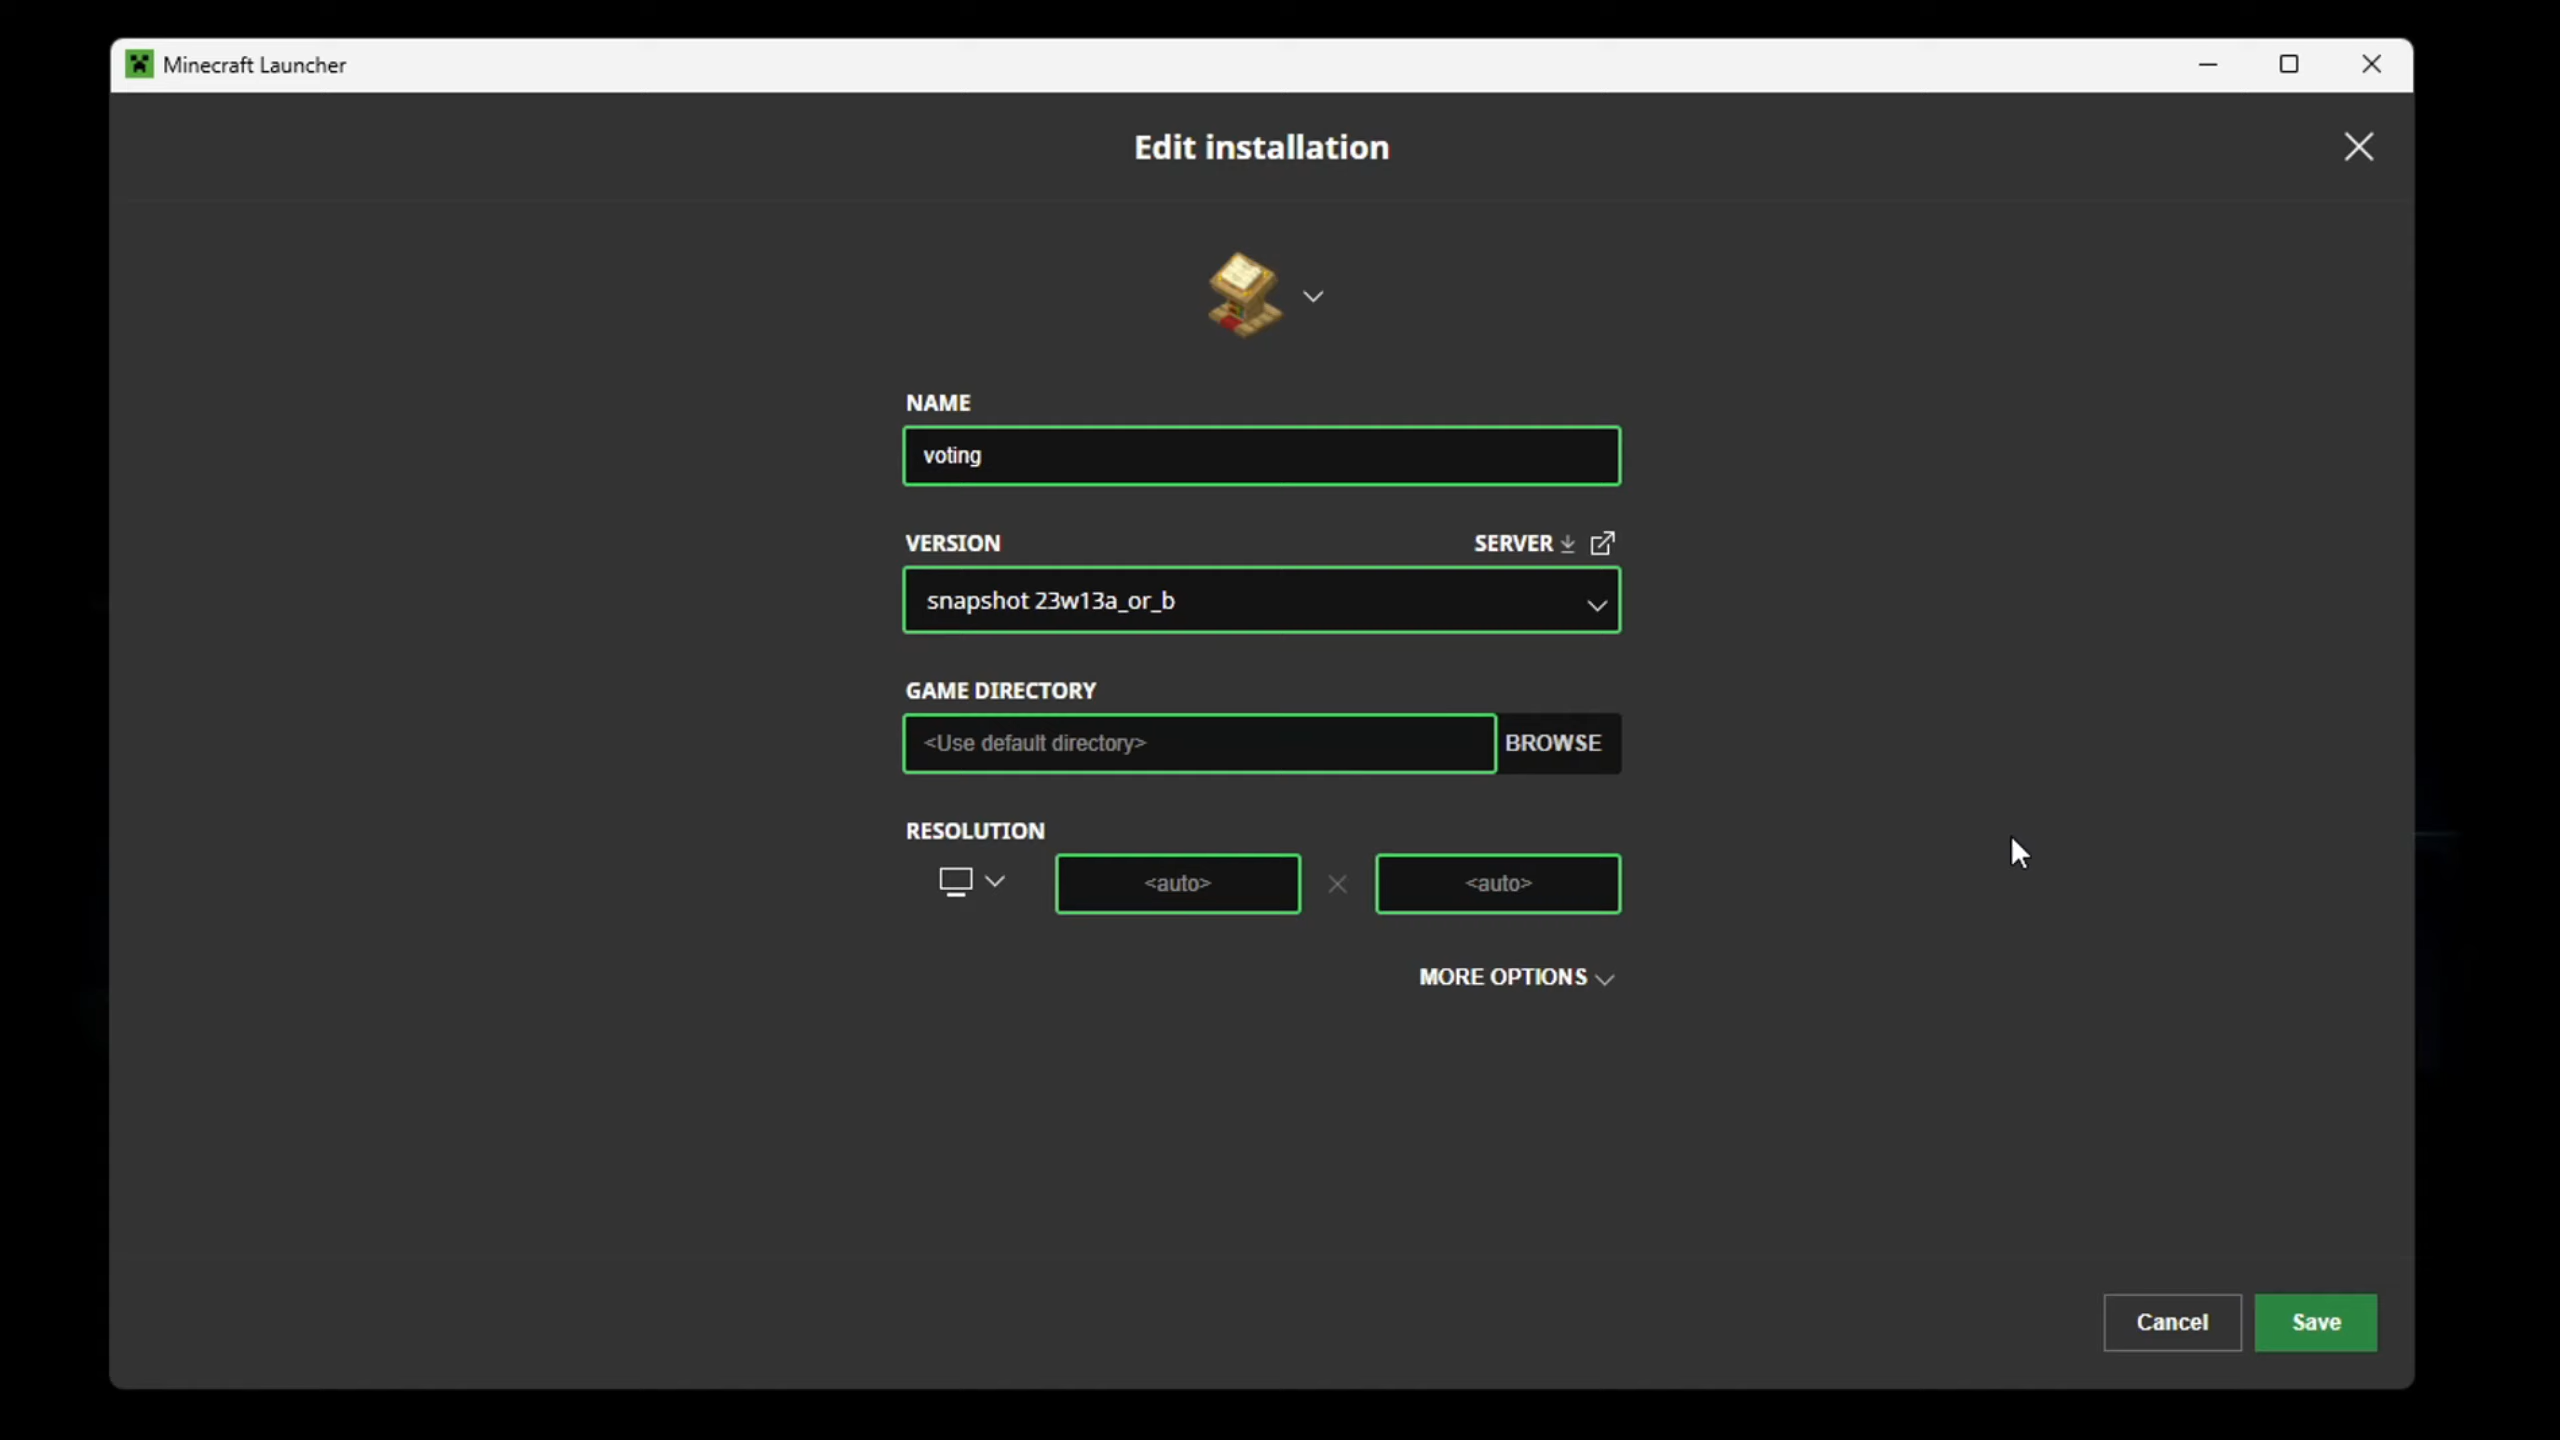 Minecraft Launcher
Edit installation
NAME
voting
VERSION
SERVER
snapshot 23w13a_or_b
GAME DIRECTORY
<Use default directory>
BROWSE
RESOLUTION
<auto>
<auto>
MORE OPTIONS
Cancel
Save